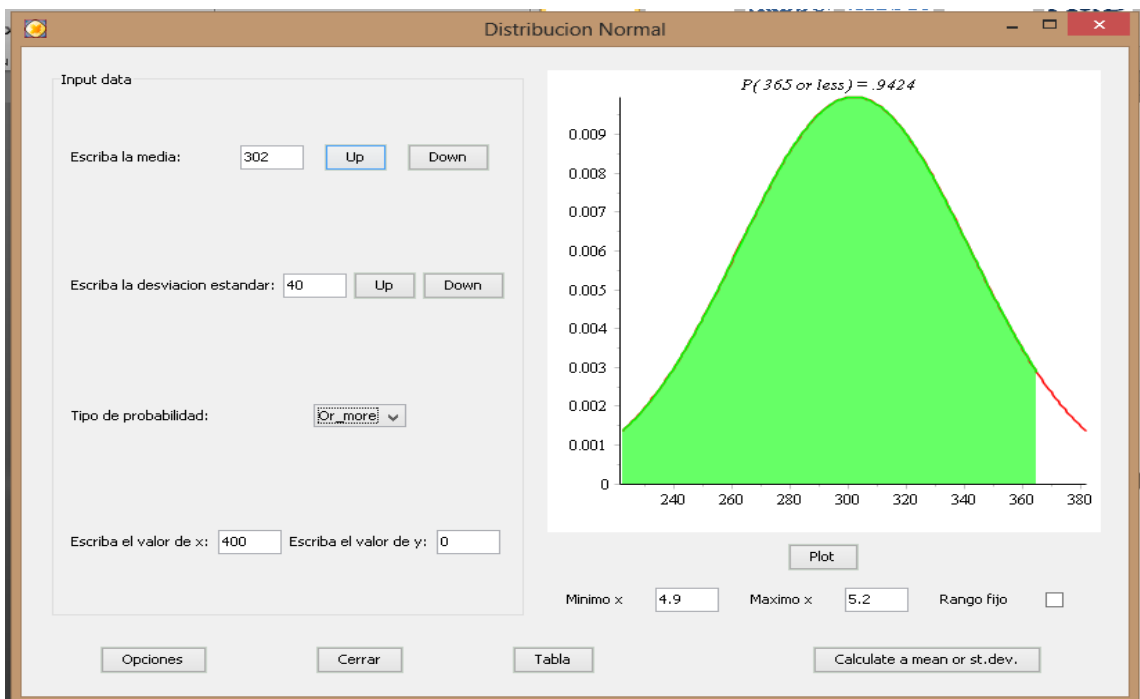 Distribucion Normal
Input data
Escriba la media: 302 Up Down
Escriba la desviacion estandar: 40 Up Down
Tipo de probabilidad: Or_more
Escriba el valor de x: 400 Escriba el valor de y: 0
P( 365 or less) = .9424
0.009
0.008
0.007
0.006
0.005
0.004
0.003
0.002
0.001
0
240 260 280 300 320 340 360 380
Plot
Minimo x 4.9 Maximo x 5.2 Rango fijo
Opciones Cerrar Tabla Calculate a mean or st.dev.